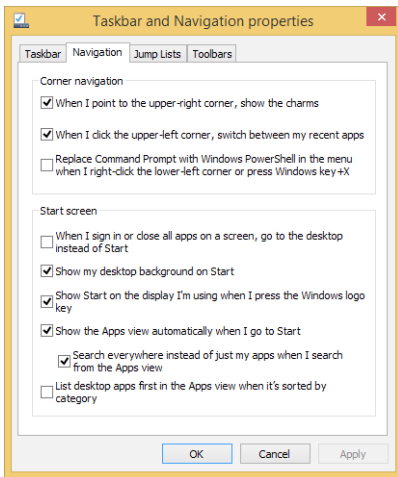 Taskbar and Navigation properties
Taskbar Navigation Jump Lists Toolbars
Corner navigation
When I point to the upper-right corner, show the charms
When I click the upper-left corner, switch between my recent apps
Replace Command Prompt with Windows PowerShell in the menu
when I right-click the lower-left corner or press Windows key+X
Start screen
When I sign in or close all apps on a screen, go to the desktop
instead of Start
Show my desktop background on Start
Show Start on the display I'm using when I press the Windows logo
key
Show the Apps view automatically when I go to Start
Search everywhere instead of just my apps when I search
from the Apps view
List desktop apps first in the Apps view when it's sorted by
category
OK Cancel Apply